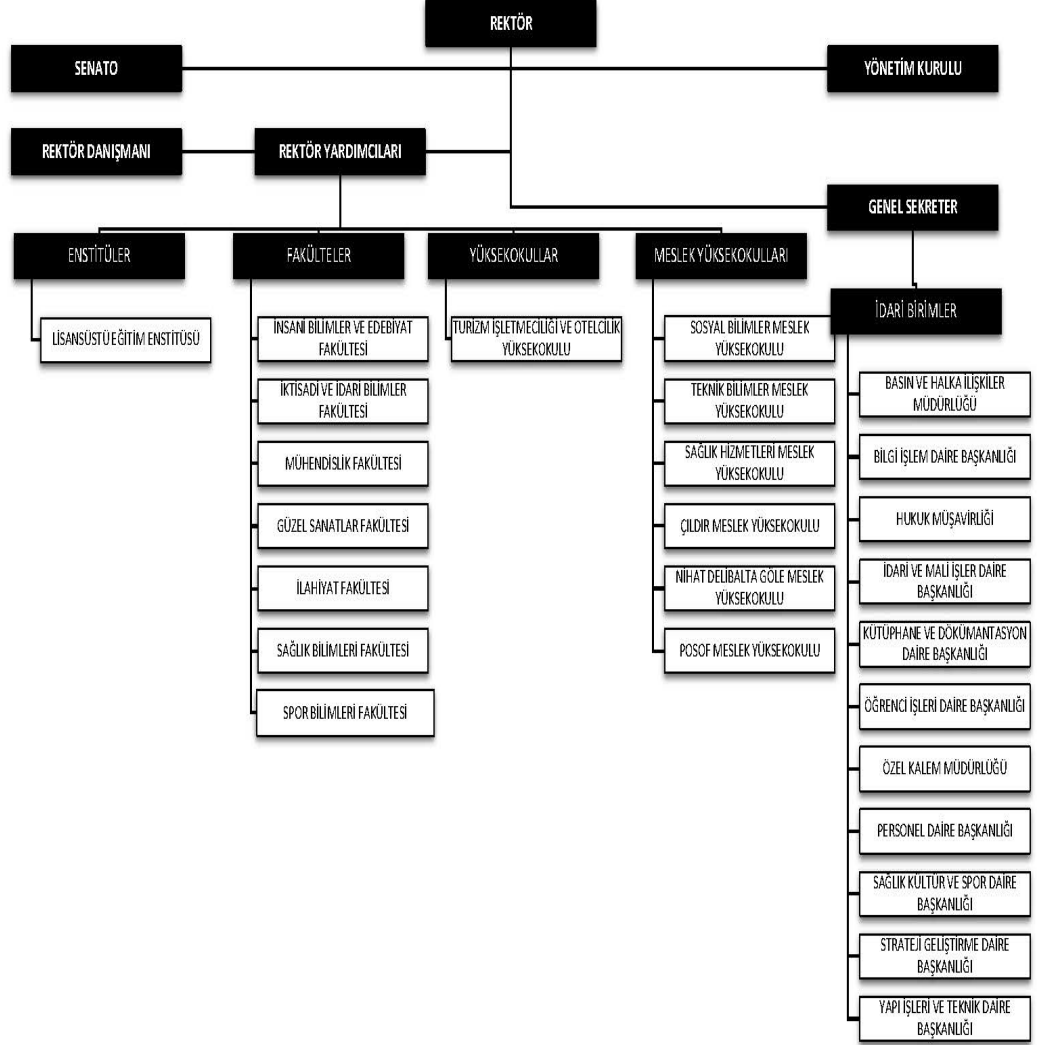 REKTÖR
SENATO
YÖNETİM KURULU
REKTÖR DANIŞMANI
REKTÖR YARDIMCILARI
GENEL SEKRETER
ENSTİTÜLER
LİSANSÜSTÜ EĞİTİM ENSTİTÜSÜ
FAKÜLTELER
İNSANİ BİLİMLER VE EDEBİYAT
FAKÜLTESİ
İKTİSADİ VE İDARİ BİLİMLER
FAKÜLTESİ
MÜHENDİSLİK FAKÜLTESİ
GÜZEL SANATLAR FAKÜLTESİ
İLAHİYAT FAKÜLTESİ
SAĞLIK BİLİMLERİ FAKÜLTESİ
SPOR BİLİMLERİ FAKÜLTESİ
YÜKSEKOKULLAR
TURİZM İŞLETMECİLİĞİ VE OTELCİLİK
YÜKSEKOKULU
MESLEK YÜKSEKOKULLARI
SOSYAL BİLİMLER MESLEK
YÜKSEKOKULU
TEKNİK BİLİMLER MESLEK
YÜKSEKOKULU
SAĞLIK HİZMETLERİ MESLEK
YÜKSEKOKULU
ÇILDIR MESLEK YÜKSEKOKULU
NİHAT DELİBALTA GÖLE MESLEK
YÜKSEKOKULU
POSOF MESLEK YÜKSEKOKULU
İDARİ BİRİMLER
BASIN VE HALKA İLİŞKİLER
MÜDÜRLÜĞÜ
BİLGİ İŞLEM DAİRE BAŞKANLIĞI
HUKUK MÜŞAVİRLİĞİ
İDARİ VE MALİ İŞLER DAİRE
BAŞKANLIĞI
KÜTÜPHANE VE DÖKÜMANTASYON
DAİRE BAŞKANLIĞI
ÖĞRENCİ İŞLERİ DAİRE BAŞKANLIĞI
ÖZEL KALEM MÜDÜRLÜĞÜ
PERSONEL DAİRE BAŞKANLIĞI
SAĞLIK KÜLTÜR VE SPOR DAİRE
BAŞKANLIĞI
STRATEJİ GELİŞTİRME DAİRE
BAŞKANLIĞI
YAPI İŞLERİ VE TEKNİK DAİRE
BAŞKANLIĞI